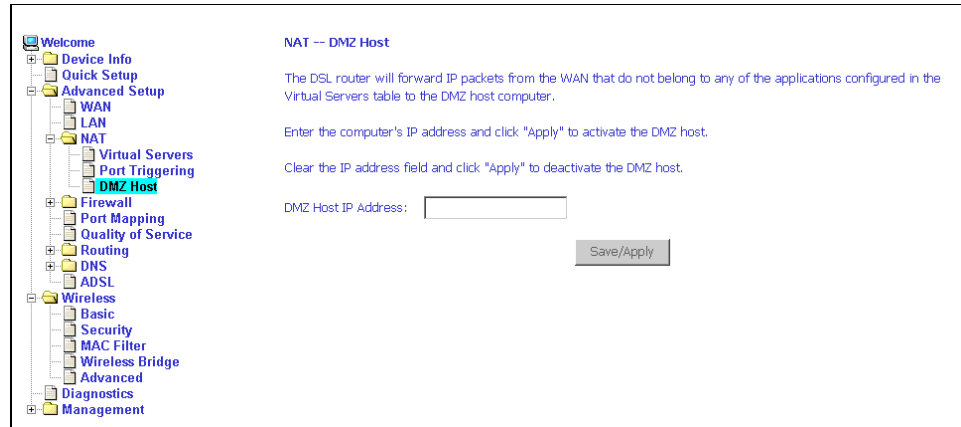 Welcome
Device Info
Quick Setup
Advanced Setup
WAN
LAN
NAT
Virtual Servers
Port Triggering
DMZ Host
Firewall
Port Mapping
Quality of Service
Routing
DNS
ADSL
Wireless
Basic
Security
MAC Filter
Wireless Bridge
Advanced
Diagnostics
Management
NAT -- DMZ Host
The DSL router will forward IP packets from the WAN that do not belong to any of the applications configured in the
Virtual Servers table to the DMZ host computer.
Enter the computer's IP address and click "Apply" to activate the DMZ host.
Clear the IP address field and click "Apply" to deactivate the DMZ host.
DMZ Host IP Address:
Save/Apply